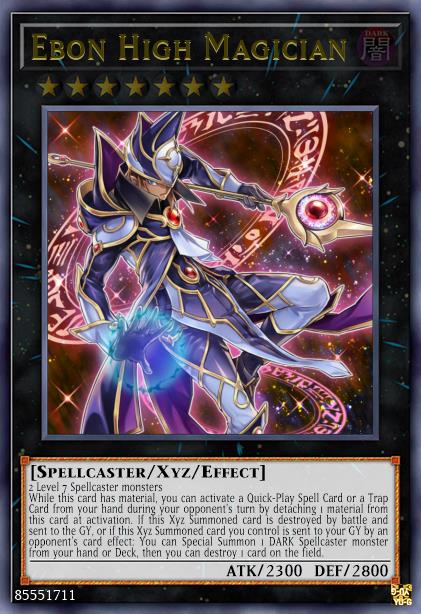 Ebon High Magician
DARK
闇
[Spellcaster/Xyz/Effect]
2 Level 7 Spellcaster monsters
While this card has material, you can activate a Quick-Play Spell Card or a Trap
Card from your hand during your opponent's turn by detaching 1 material from
this card at activation. If this Xyz Summoned card is destroyed by battle and
sent to the GY, or if this Xyz Summoned card you control is sent to your GY by an
opponent's card effect: You can Special Summon 1 DARK Spellcaster monster
from your hand or Deck, then you can destroy 1 card on the field.
ATK/2300 DEF/2800
85551711